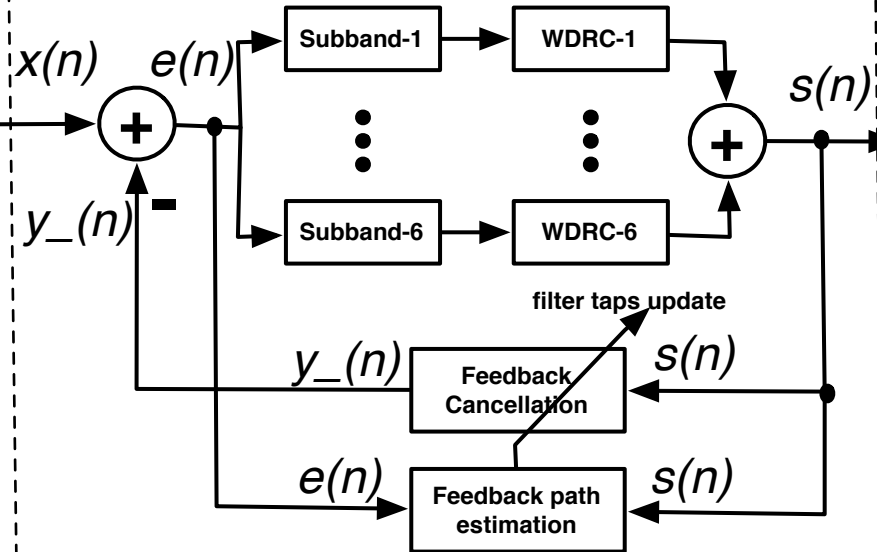 x(n)
e(n)
Subband-1
WDRC-1
s(n)
+
+
-
y_(n)
Subband-6
WDRC-6
filter taps update
y_(n)
Feedback
Cancellation
s(n)
e(n)
Feedback path
estimation
s(n)